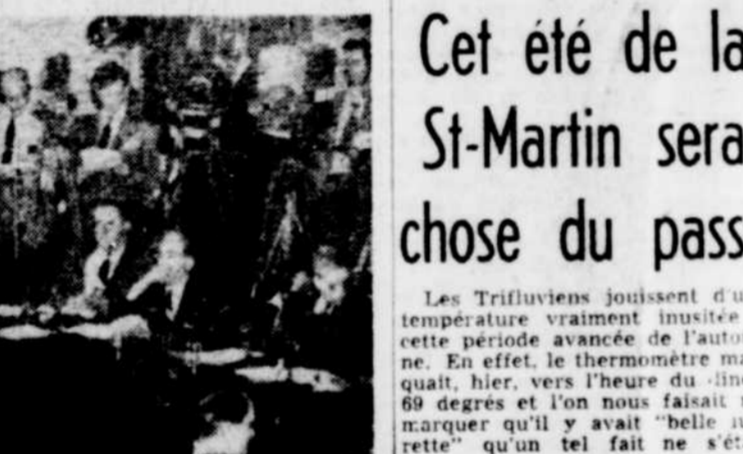 Cet été de la
St-Martin sera
chose du pass
Les Trifluviens jouissent d'u
température vraiment inusitée
cette période avancée de l'auto
ne. En effet, le thermomètre ma
quait, hier, vers l'heure du
69 degrés et l'on nous faisait
marquer qu'il y avait "belle
rette" qu'un tel fait ne s'ét